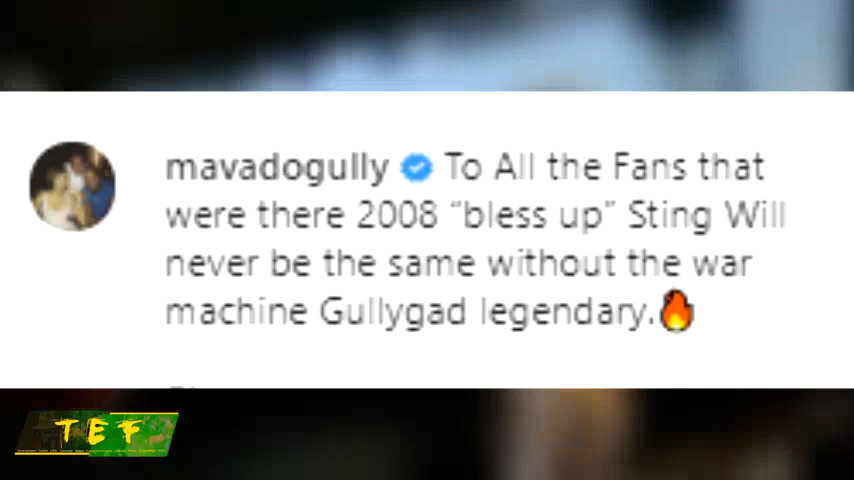 mavadogully To All the Fans that
were there 2008 “bless up” Sting Will
never be the same without the war
machine Gullygad legendary.🔥
TEF